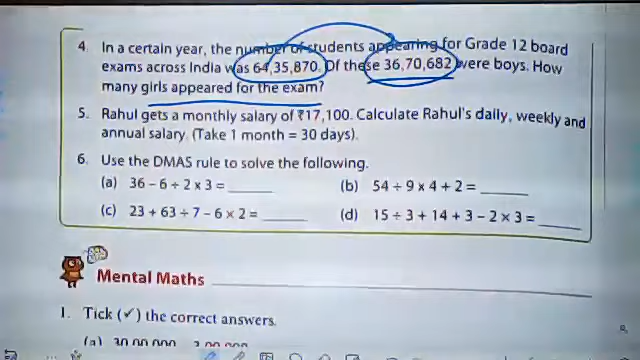 4. In a certain year, the number of students appearing for Grade 12 board
exams across India was 64,35,870. Of these 36,70,682 were boys. How
many girls appeared for the exam?
5. Rahul gets a monthly salary of ₹17,100. Calculate Rahul's daily, weekly and
annual salary. (Take 1 month = 30 days).
6. Use the DMAS rule to solve the following.
(a) 36 – 6 ÷ 2 x 3 = ______ (b) 54 ÷ 9 x 4 + 2 = ______
(c) 23 + 63 ÷ 7 – 6 x 2 = ______ (d) 15 ÷ 3 + 14 + 3 – 2 x 3 = ______
Mental Maths
1. Tick (✓) the correct answers.
(a) 30,00,000